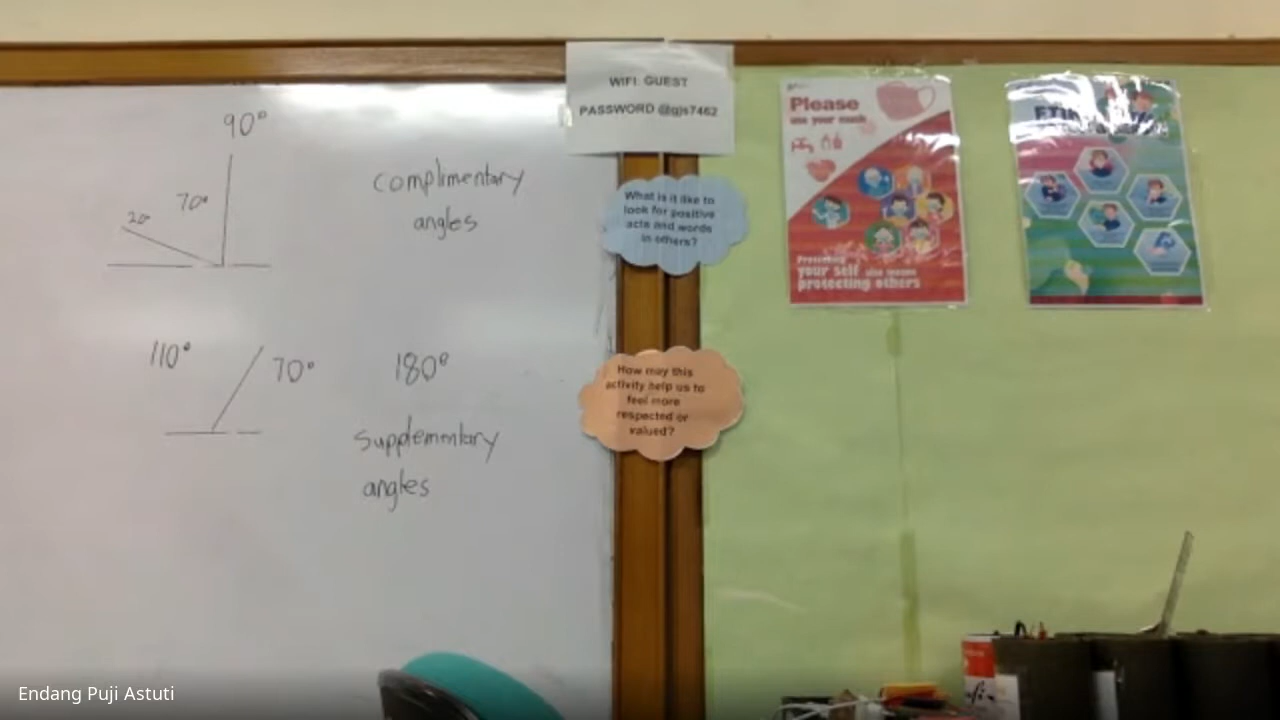 90°
70°
20°
complimentary
angles
110°
70°
180°
supplemmtary
angles
WIFI. GUEST
PASSWORD @gjs7462
What is it like to
look for positive
acts and words
in others?
How may this
activity help us to
feel more
respected or
valued?
Please
use your mask
Protecting
your self also means
protecting others
Endang Puji Astuti